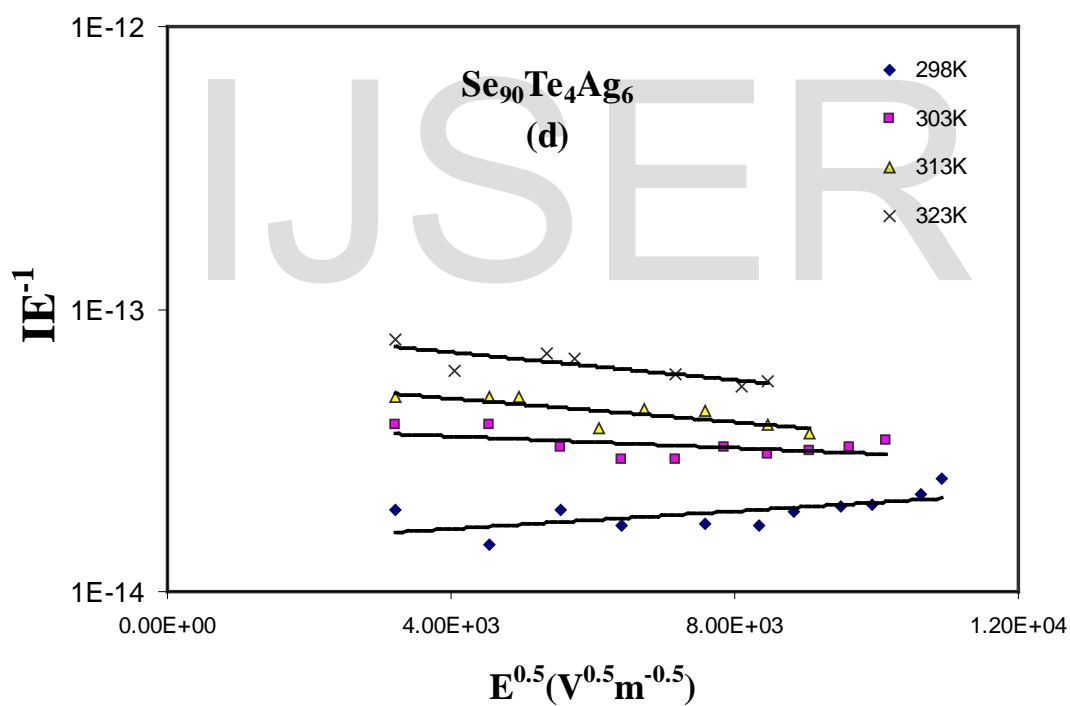 1E-12
Se90Te4Ag6
(d)
298K
303K
313K
323K
IJSER
IE-1
1E-13
1E-14
0.00E+00 4.00E+03 8.00E+03 1.20E+04
E0.5(V0.5m-0.5)